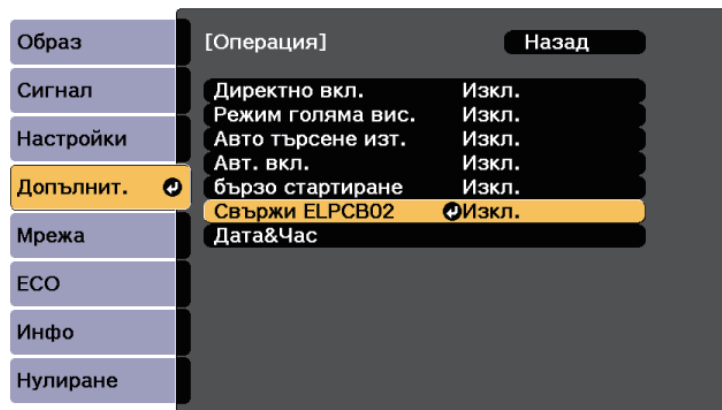 Образ
Сигнал
Настройки
Допълнит.
Мрежа
ECO
Инфо
Нулиране
[Операция] Назад
Директно вкл. Изкл.
Режим голяма вис. Изкл.
Авто търсене изт. Изкл.
Авт. вкл. Изкл.
бързо стартиране Изкл.
Свържи ELPCB02 Изкл.
Дата&Час